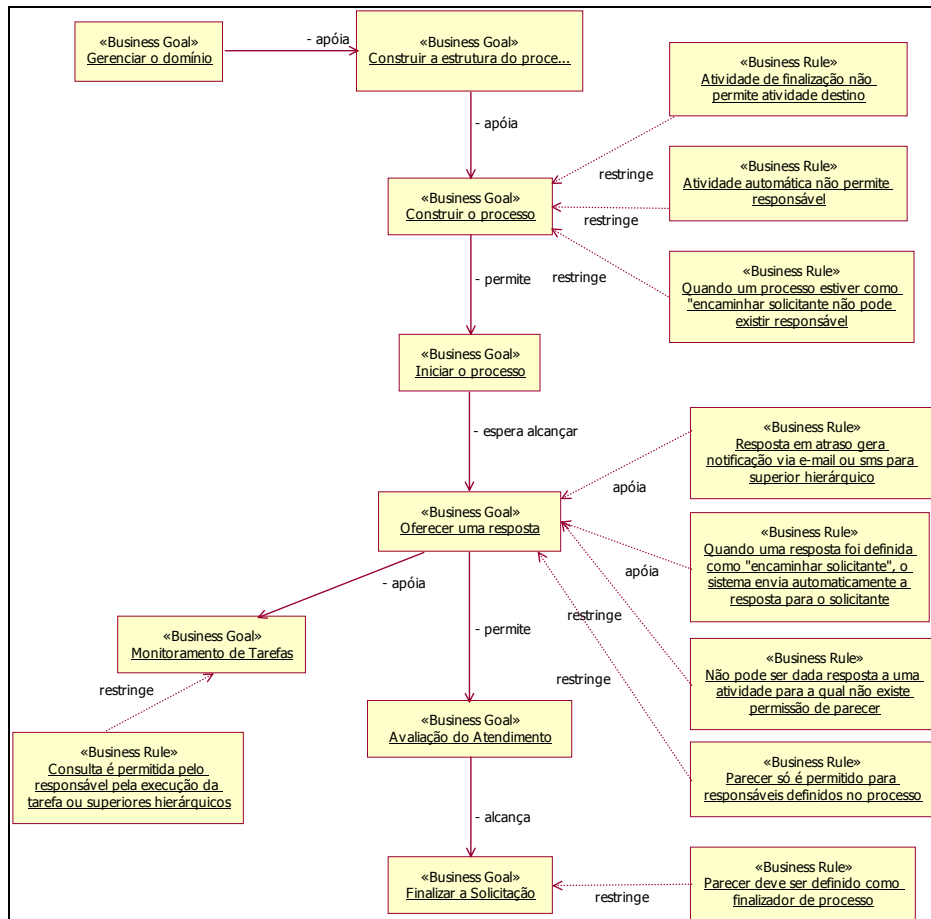 «Business Goal»
Gerenciar o domínio
- apóia
«Business Goal»
Construir a estrutura do proce...
«Business Rule»
Atividade de finalização não
permite atividade destino
- apóia
restringe
«Business Goal»
Construir o processo
«Business Rule»
Atividade automática não permite
responsável
restringe
- permite
restringe
«Business Rule»
Quando um processo estiver como
"encaminhar solicitante não pode
existir responsável
«Business Goal»
Iniciar o processo
- espera alcançar
«Business Rule»
Resposta em atraso gera
notificação via e-mail ou sms para
superior hierárquico
apóia
«Business Goal»
Oferecer uma resposta
«Business Rule»
Quando uma resposta foi definida
como "encaminhar solicitante", o
sistema envia automaticamente a
resposta para o solicitante
apóia
- apóia
- permite
restringe
«Business Goal»
Monitoramento de Tarefas
restringe
«Business Rule»
Não pode ser dada resposta a uma
atividade para a qual não existe
permissão de parecer
restringe
«Business Goal»
Avaliação do Atendimento
«Business Rule»
Consulta é permitida pelo
responsável pela execução da
tarefa ou superiores hierárquicos
«Business Rule»
Parecer só é permitido para
responsáveis definidos no processo
- alcança
«Business Goal»
Finalizar a Solicitação
restringe
«Business Rule»
Parecer deve ser definido como
finalizador de processo